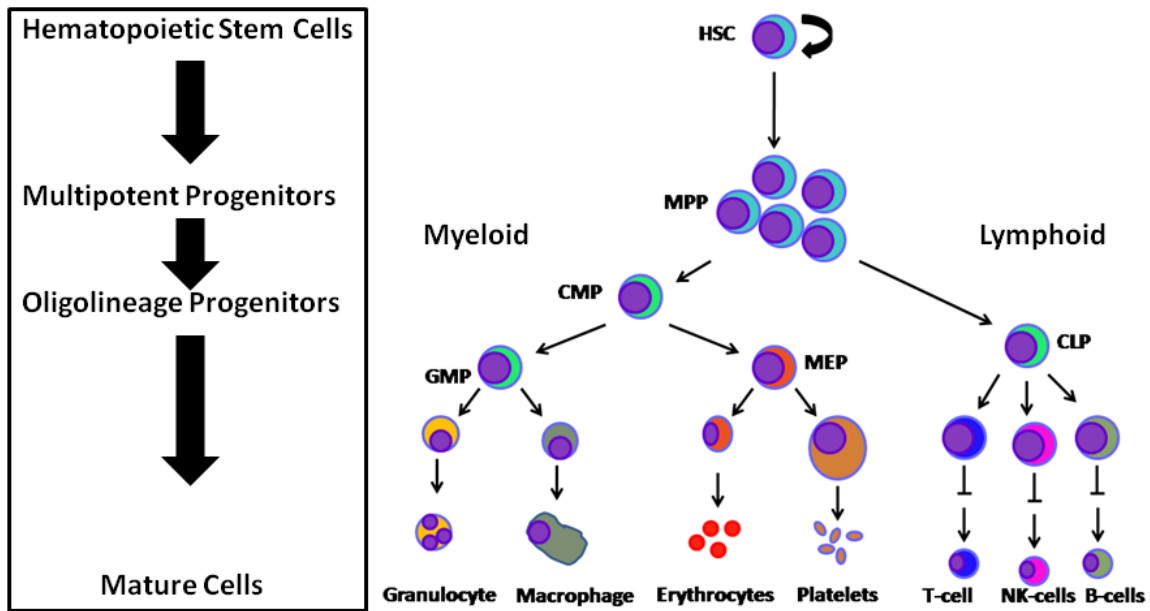 Hematopoietic Stem Cells
Multipotent Progenitors
Oligolineage Progenitors
Mature Cells
HSC
MPP
Myeloid
Lymphoid
CMP
CLP
GMP
MEP
Granulocyte
Macrophage
Erythrocytes
Platelets
T-cell
NK-cells
B-cells